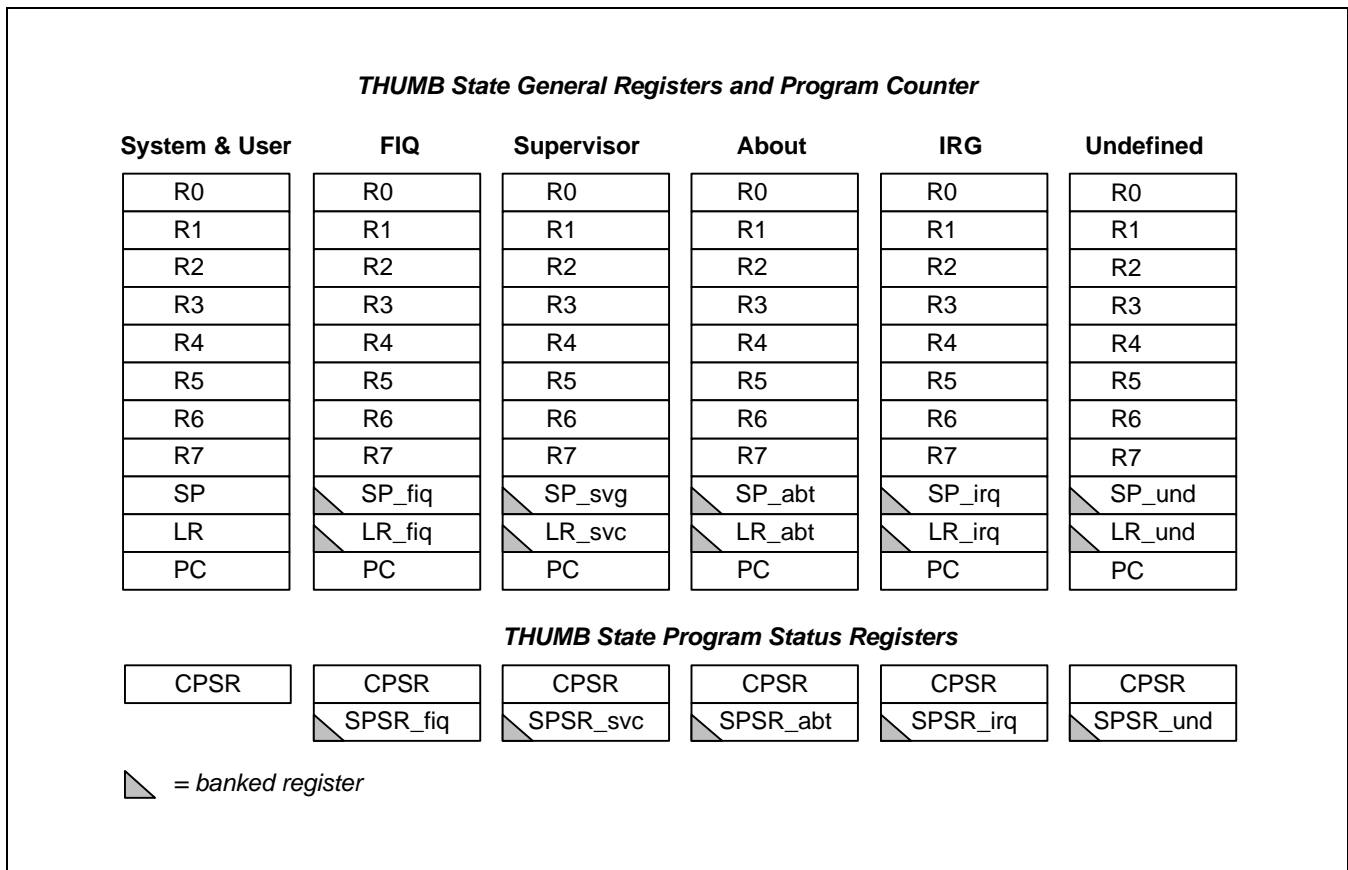 THUMB State General Registers and Program Counter
System & User FIQ Supervisor About IRG Undefined
R0 R0 R0 R0 R0 R0
R1 R1 R1 R1 R1 R1
R2 R2 R2 R2 R2 R2
R3 R3 R3 R3 R3 R3
R4 R4 R4 R4 R4 R4
R5 R5 R5 R5 R5 R5
R6 R6 R6 R6 R6 R6
R7 R7 R7 R7 R7 R7
SP SP_fiq SP_svg SP_abt SP_irq SP_und
LR LR_fiq LR_svc LR_abt LR_irq LR_und
PC PC PC PC PC PC
THUMB State Program Status Registers
CPSR CPSR CPSR CPSR CPSR CPSR
SPSR_fiq SPSR_svc SPSR_abt SPSR_irq SPSR_und
= banked register